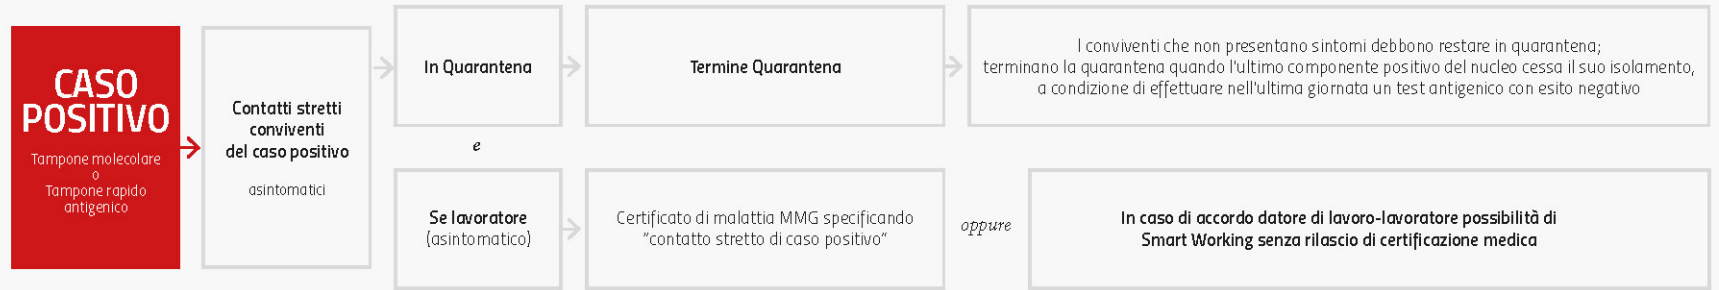 CASO
POSITIVO
Tampone molecolare
o
Tampone rapido
antigenico
Contatti stretti
conviventi
del caso positivo
asintomatici
In Quarantena
Termine Quarantena
I conviventi che non presentano sintomi debbono restare in quarantena;
terminano la quarantena quando l'ultimo componente positivo del nucleo cessa il suo isolamento,
a condizione di effettuare nell'ultima giornata un test antigenico con esito negativo
e
Se lavoratore
(asintomatico)
Certificato di malattia MMG specificando
"contatto stretto di caso positivo"
oppure
In caso di accordo datore di lavoro-lavoratore possibilità di
Smart Working senza rilascio di certificazione medica